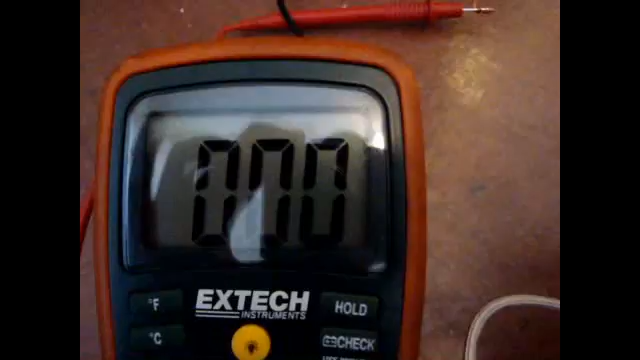 000
EXTECH
INSTRUMENTS
HOLD
°F
°C
CHECK